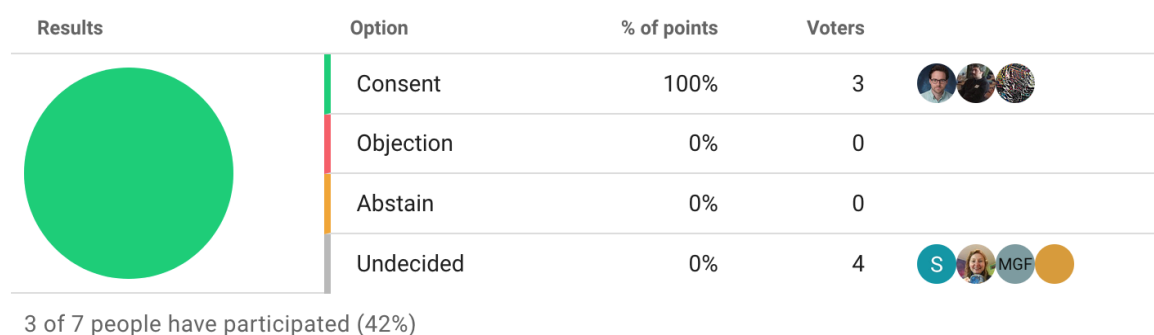 Results Option % of points Voters
Consent 100% 3
Objection 0% 0
Abstain 0% 0
Undecided 0% 4 S MGF
3 of 7 people have participated (42%)